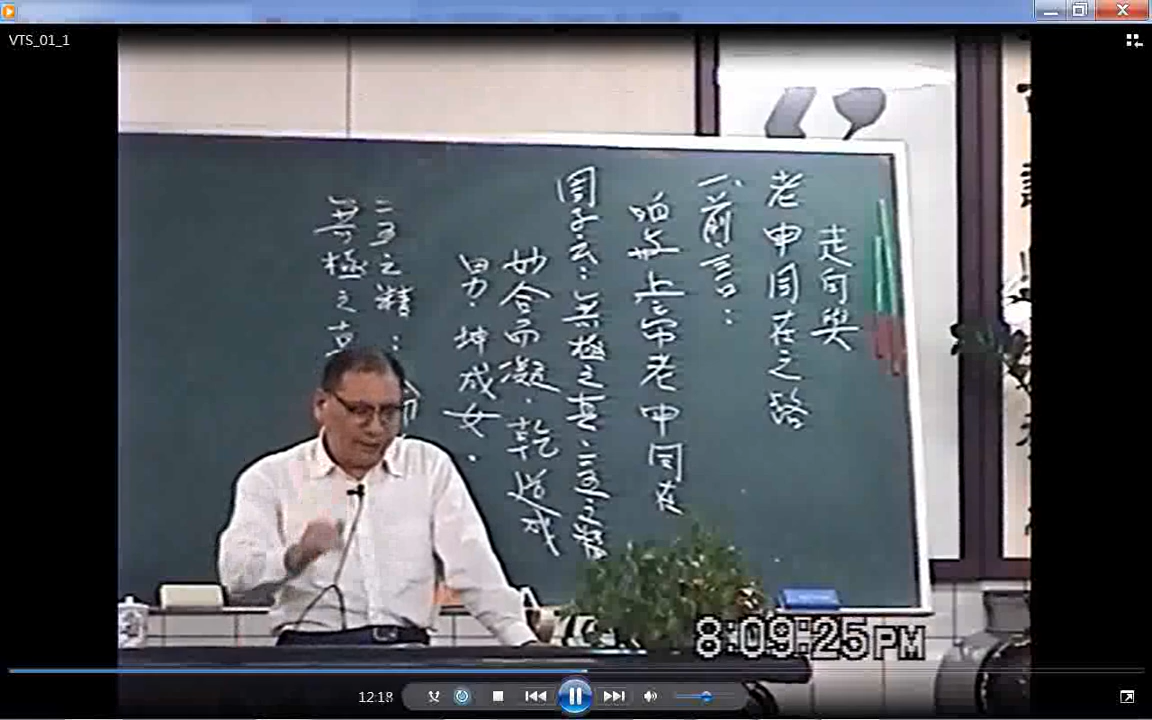 VTS_01_1
走向與
老申同在之路
一、前言：
與上帝老申同在
周子云：無極之真、二五之精
妙合而凝．乾道成
男．坤成女．
二五之精：
無極之真
8:09:25PM
12:18